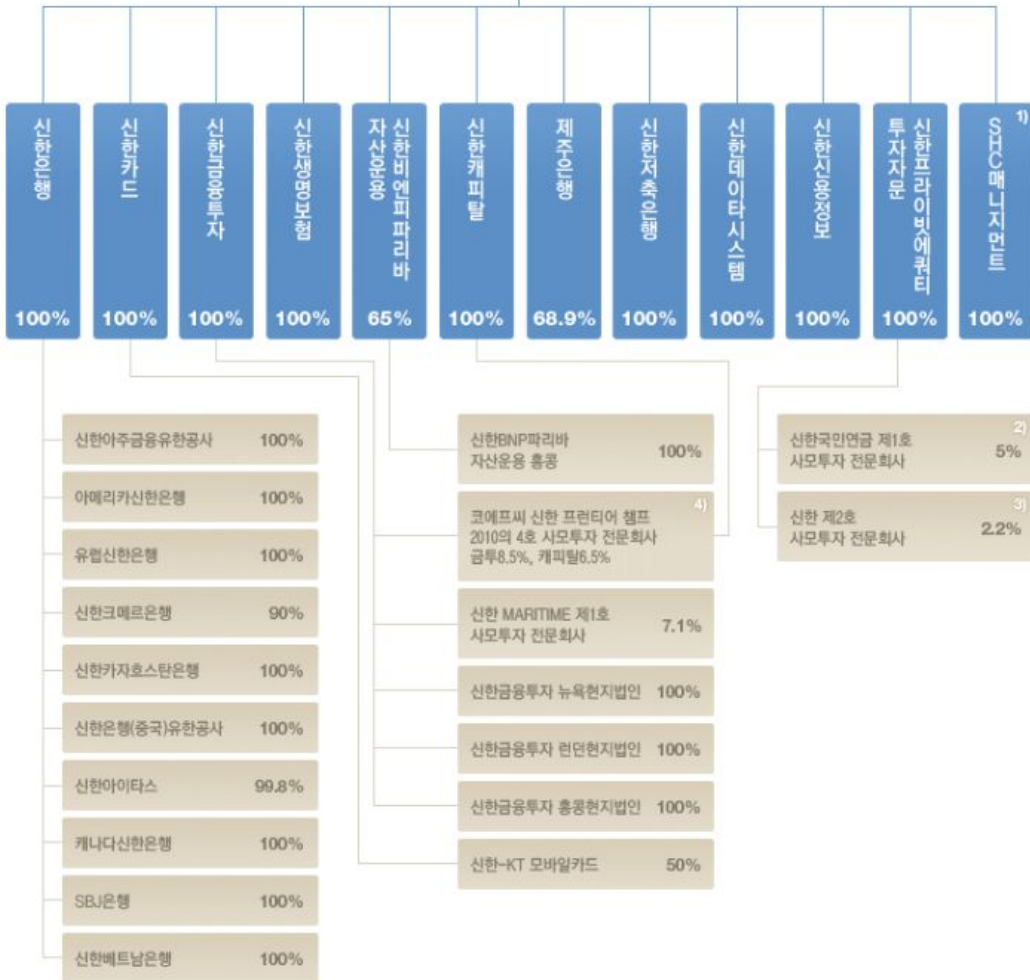 신한은행
100%
신한카드
100%
신한금융투자
100%
신한생명보험
100%
신한비엔피파리바
자산운용
65%
신한캐피탈
100%
제주은행
68.9%
신한저축은행
100%
신한데이타시스템
100%
신한신용정보
100%
신한프라이빗에쿼티
투자자문
100%
1)
SHC매니지먼트
100%
신한아주금융유한공사 100%
아메리카신한은행 100%
유럽신한은행 100%
신한크메르은행 90%
신한카자흐스탄은행 100%
신한은행(중국)유한공사 100%
신한아이타스 99.8%
캐나다신한은행 100%
SBJ은행 100%
신한베트남은행 100%
신한BNP파리바
자산운용 홍콩 100%
4)
코에프씨 신한 프런티어 챔프
2010의 4호 사모투자 전문회사
금투8.5%, 캐피탈6.5%
신한 MARITIME 제1호
사모투자 전문회사 7.1%
신한금융투자 뉴욕현지법인 100%
신한금융투자 런던현지법인 100%
신한금융투자 홍콩현지법인 100%
신한-KT 모바일카드 50%
2)
신한국민연금 제1호
사모투자 전문회사 5%
3)
신한 제2호
사모투자 전문회사 2.2%